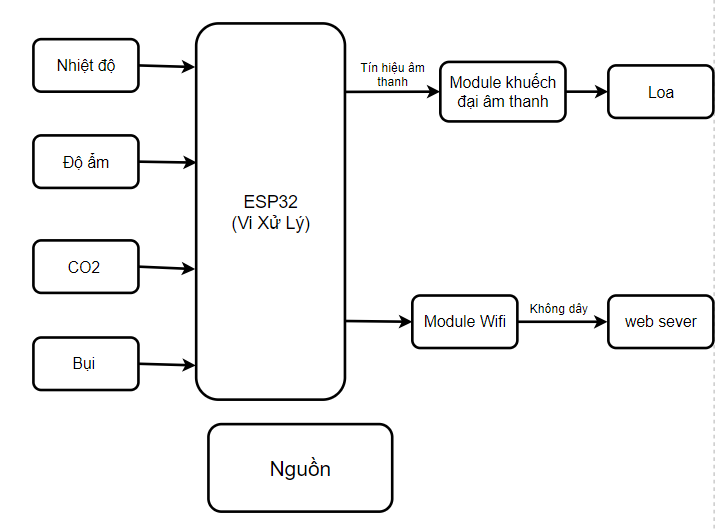 Nhiệt độ
Độ ẩm
CO2
Bụi
ESP32
(Vi Xử Lý)
Tín hiệu âm
thanh
Module khuếch
đại âm thanh
Loa
Module Wifi
Không dây
web sever
Nguồn